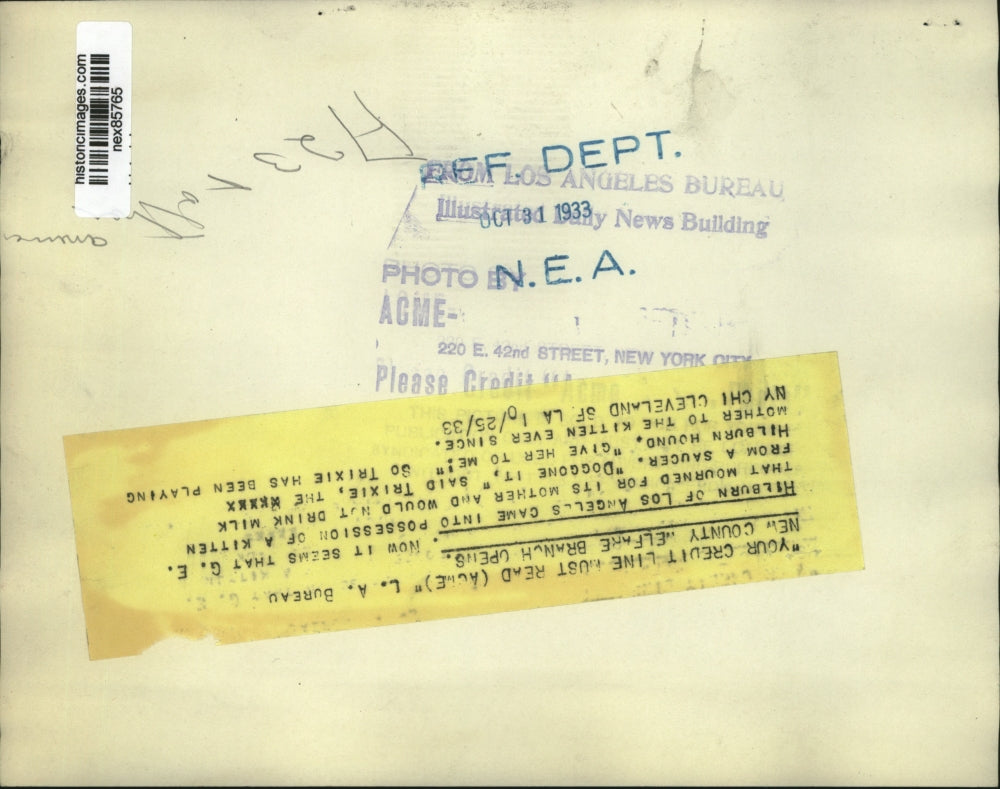 historicimages.com
nex85765
REF. DEPT.
FROM LOS ANGELES BUREAU
Illustrated Daily News Building
OCT 31 1933
N.E.A.
PHOTO BY
ACME-
220 E. 42nd STREET, NEW YORK CITY
Please Credit "Acme
"YOUR CREDIT LINE MUST READ (ACME)" L. A. BUREAU
NEW COUNTY WELFARE BRANCH OPENS.
NOW IT SEEMS THAT G. E.
HILBURN OF LOS ANGELES CAME INTO POSSESSION OF A KITTEN
THAT MOURNED FOR ITS MOTHER AND WOULD NOT DRINK MILK
FROM A SAUCER. "DOGGONE IT," SAID TRIXIE, THE XXXXX
HILBURN HOUND, "GIVE HER TO ME!" SO TRIXIE HAS BEEN PLAYING
MOTHER TO THE KITTEN EVER SINCE.
NY CHI CLEVELAND SF LA 10/25/33